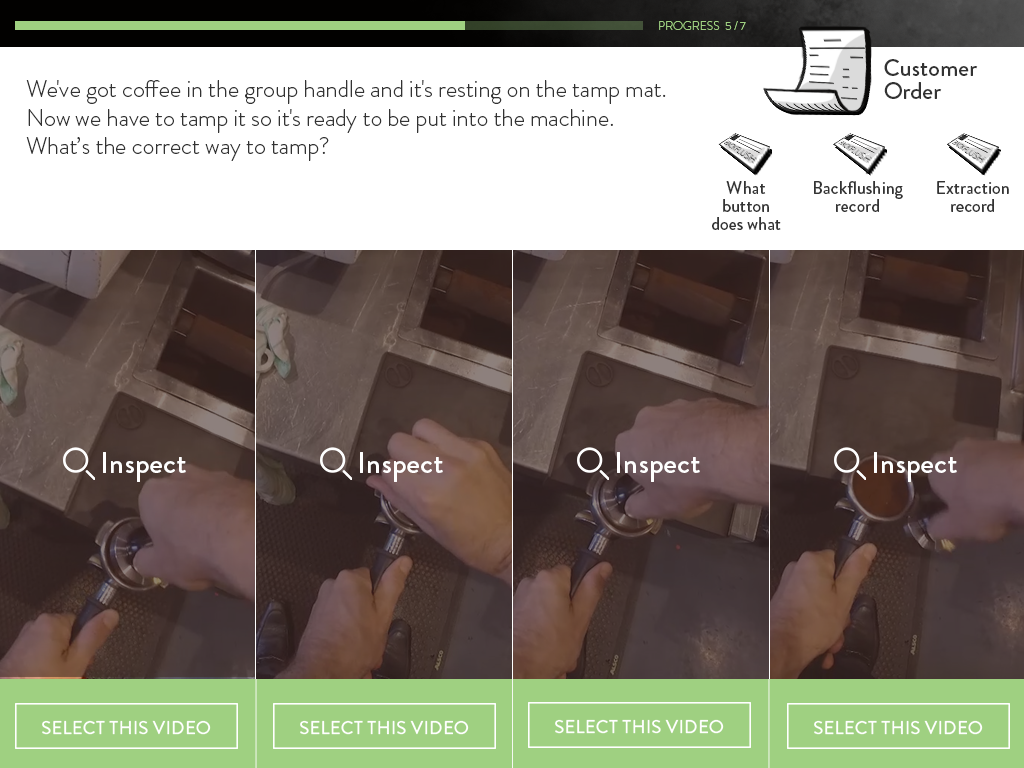 PROGRESS 5/7
We've got coffee in the group handle and it's resting on the tamp mat.
Now we have to tamp it so it's ready to be put into the machine.
What's the correct way to tamp?
Customer
Order
BACKFLUSH
BACKFLUSH
BACKFLUSH
What
button
does what
Backflushing
record
Extraction
record
Inspect
Inspect
Inspect
Inspect
SELECT THIS VIDEO
SELECT THIS VIDEO
SELECT THIS VIDEO
SELECT THIS VIDEO